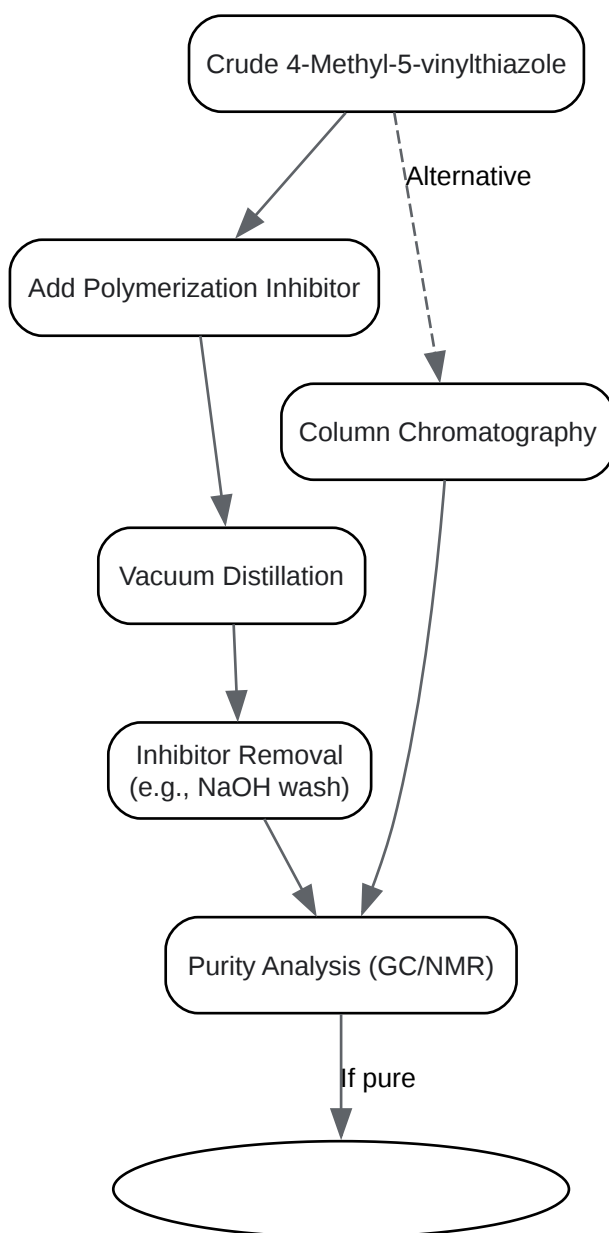 Crude 4-Methyl-5-vinylthiazole
Alternative
Add Polymerization Inhibitor
Column Chromatography
Vacuum Distillation
Inhibitor Removal
(e.g., NaOH wash)
Purity Analysis (GC/NMR)
If pure